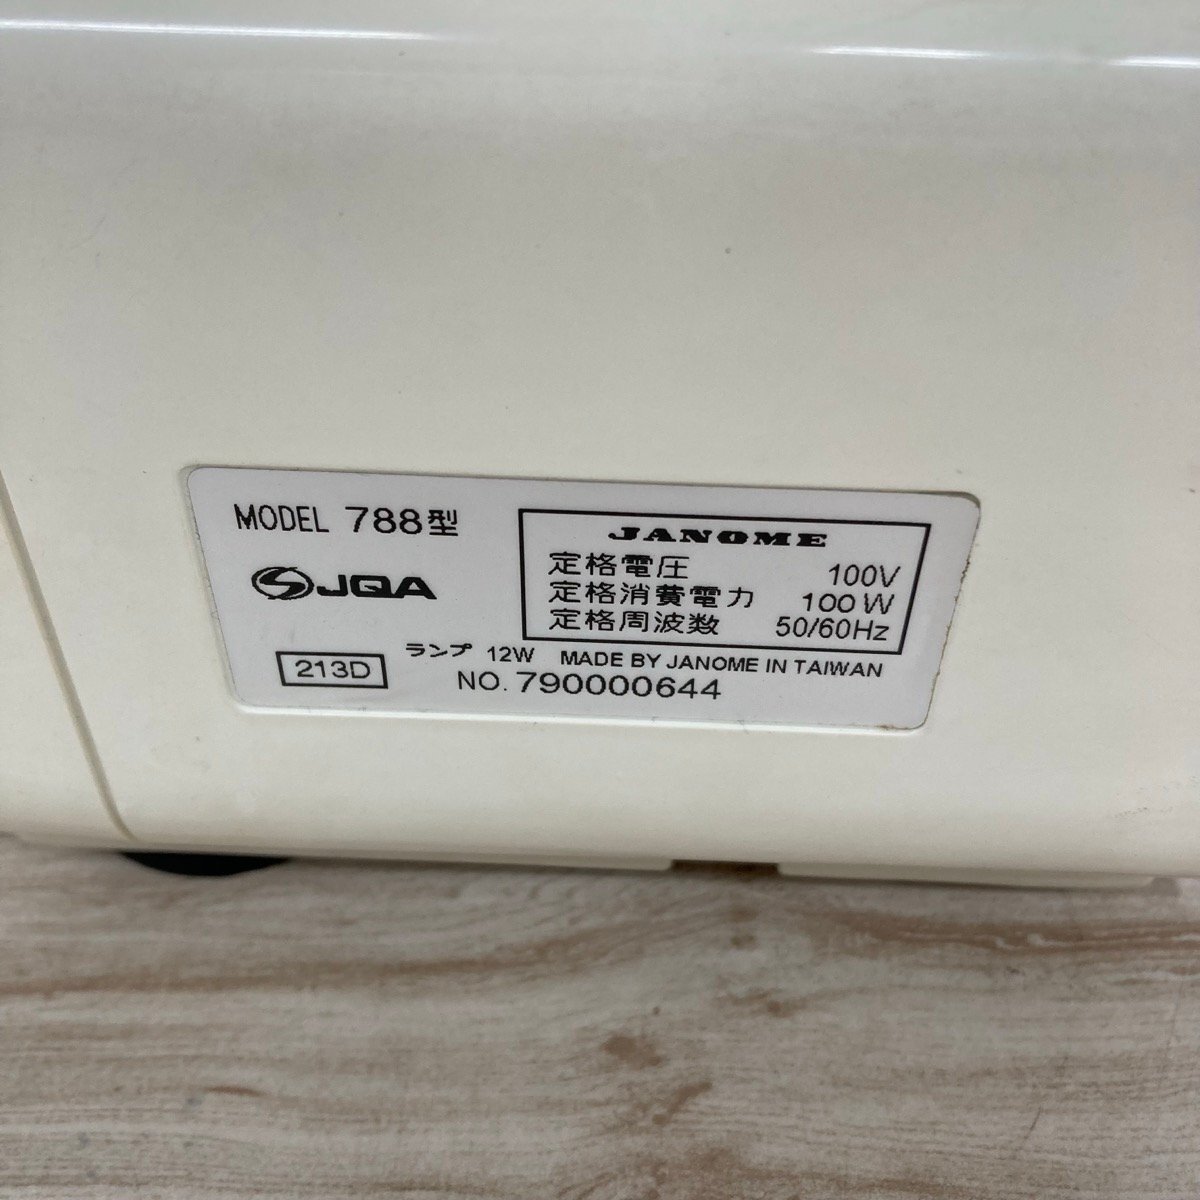 MODEL 788型
JQA
213D
JANOME
定格電圧 100V
定格消費電力 100W
定格周波数 50/60Hz
ランプ 12W MADE BY JANOME IN TAIWAN
NO. 790000644